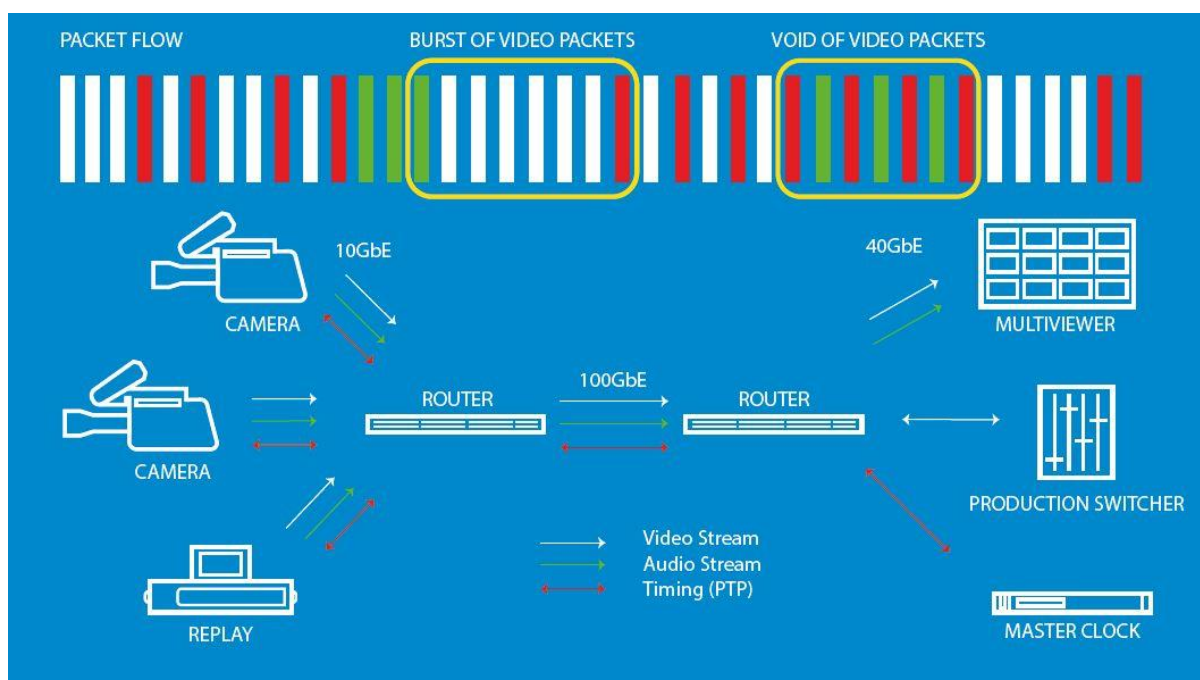 PACKET FLOW
BURST OF VIDEO PACKETS
VOID OF VIDEO PACKETS
10GbE
40GbE
CAMERA
MULTIVIEWER
100GbE
ROUTER
ROUTER
CAMERA
PRODUCTION SWITCHER
Video Stream
Audio Stream
Timing (PTP)
REPLAY
MASTER CLOCK